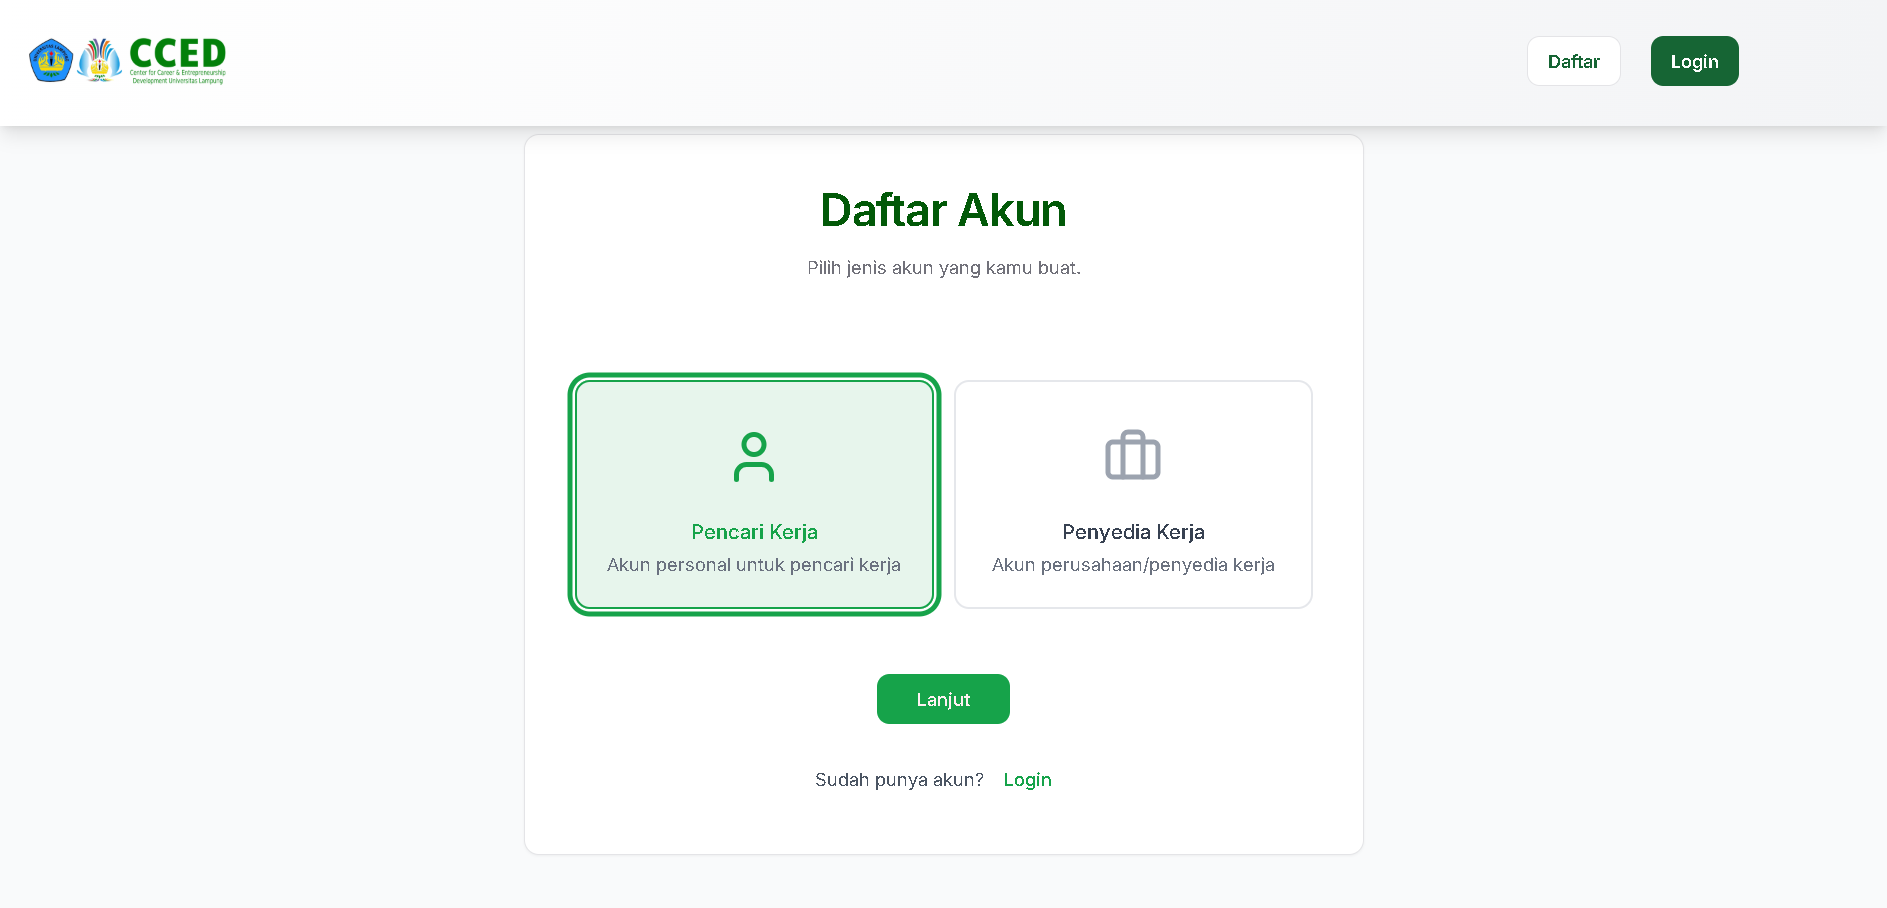 CCED
Center for Career & Entrepreneurship
Development Universitas Lampung
Daftar
Login
Daftar Akun
Pilih jenis akun yang kamu buat.
Pencari Kerja
Akun personal untuk pencari kerja
Penyedia Kerja
Akun perusahaan/penyedia kerja
Lanjut
Sudah punya akun? Login